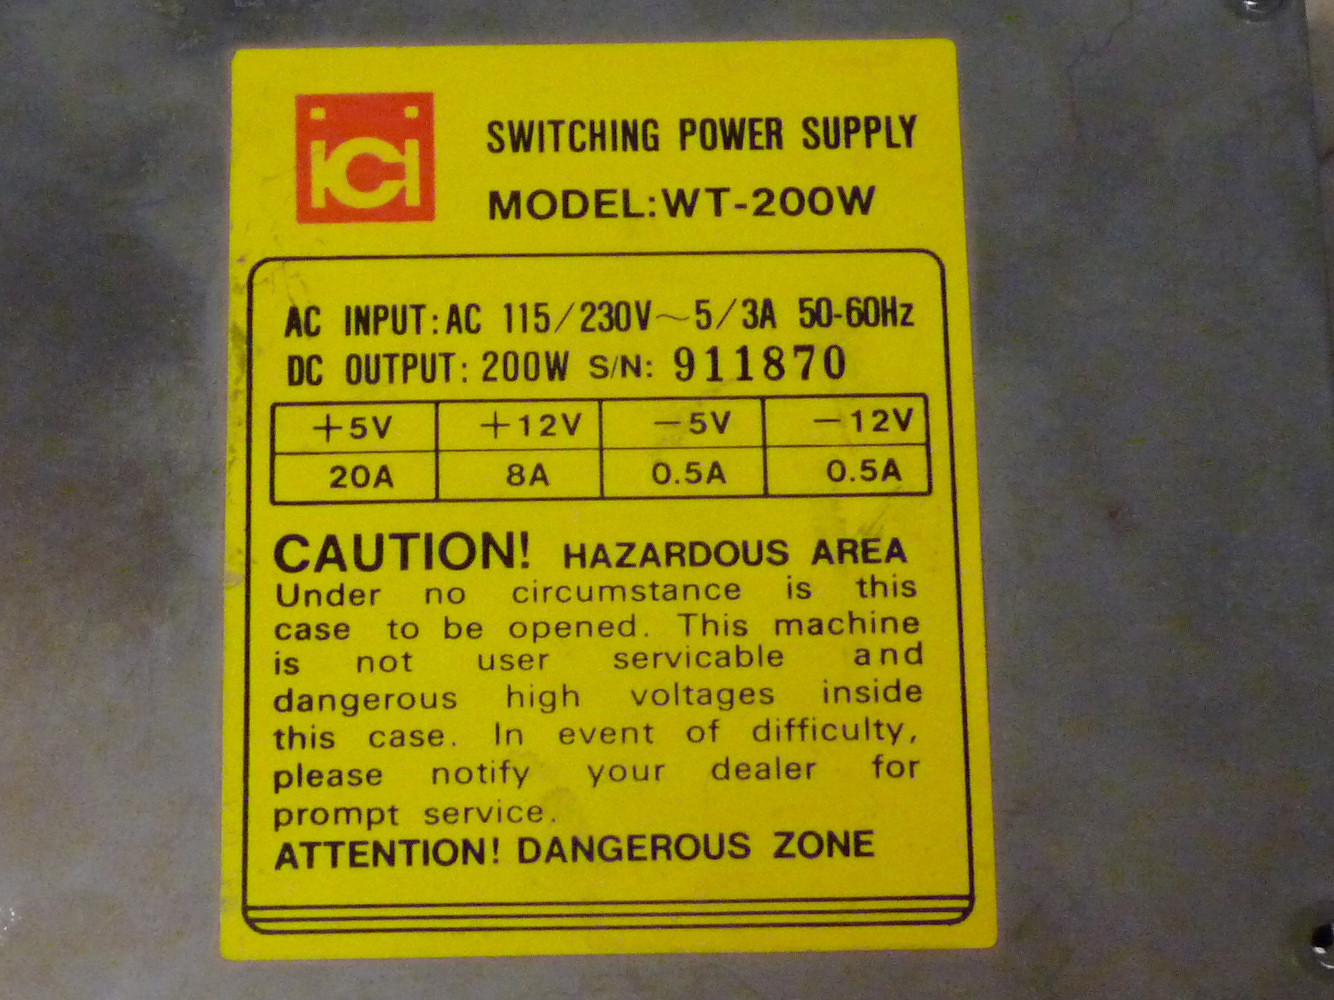 ICI
SWITCHING POWER SUPPLY
MODEL:WT-200W
AC INPUT:AC 115/230V~5/3A 50-60Hz
DC OUTPUT: 200W S/N: 911870
+5V +12V -5V -12V
20A 8A 0.5A 0.5A
CAUTION! HAZARDOUS AREA
Under no circumstance is this
case to be opened. This machine
is not user servicable and
dangerous high voltages inside
this case. In event of difficulty,
please notify your dealer for
prompt service.
ATTENTION! DANGEROUS ZONE